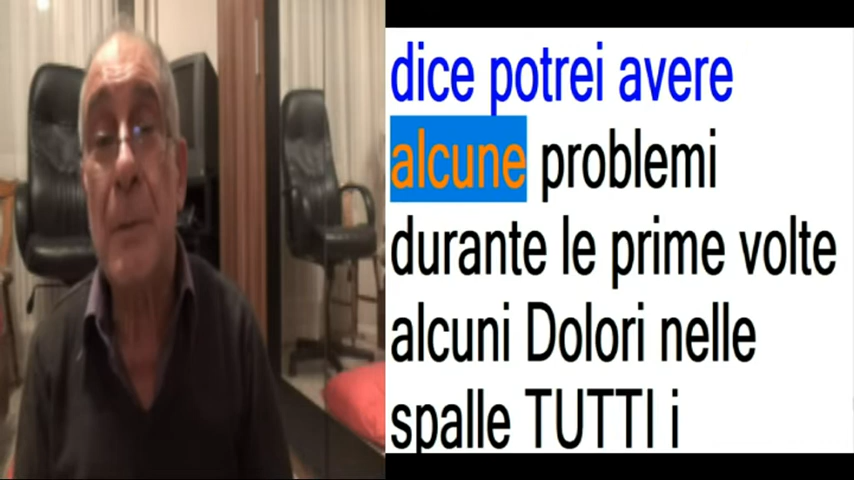 dice potrei avere
alcune problemi
durante le prime volte
alcuni Dolori nelle
spalle TUTTI i